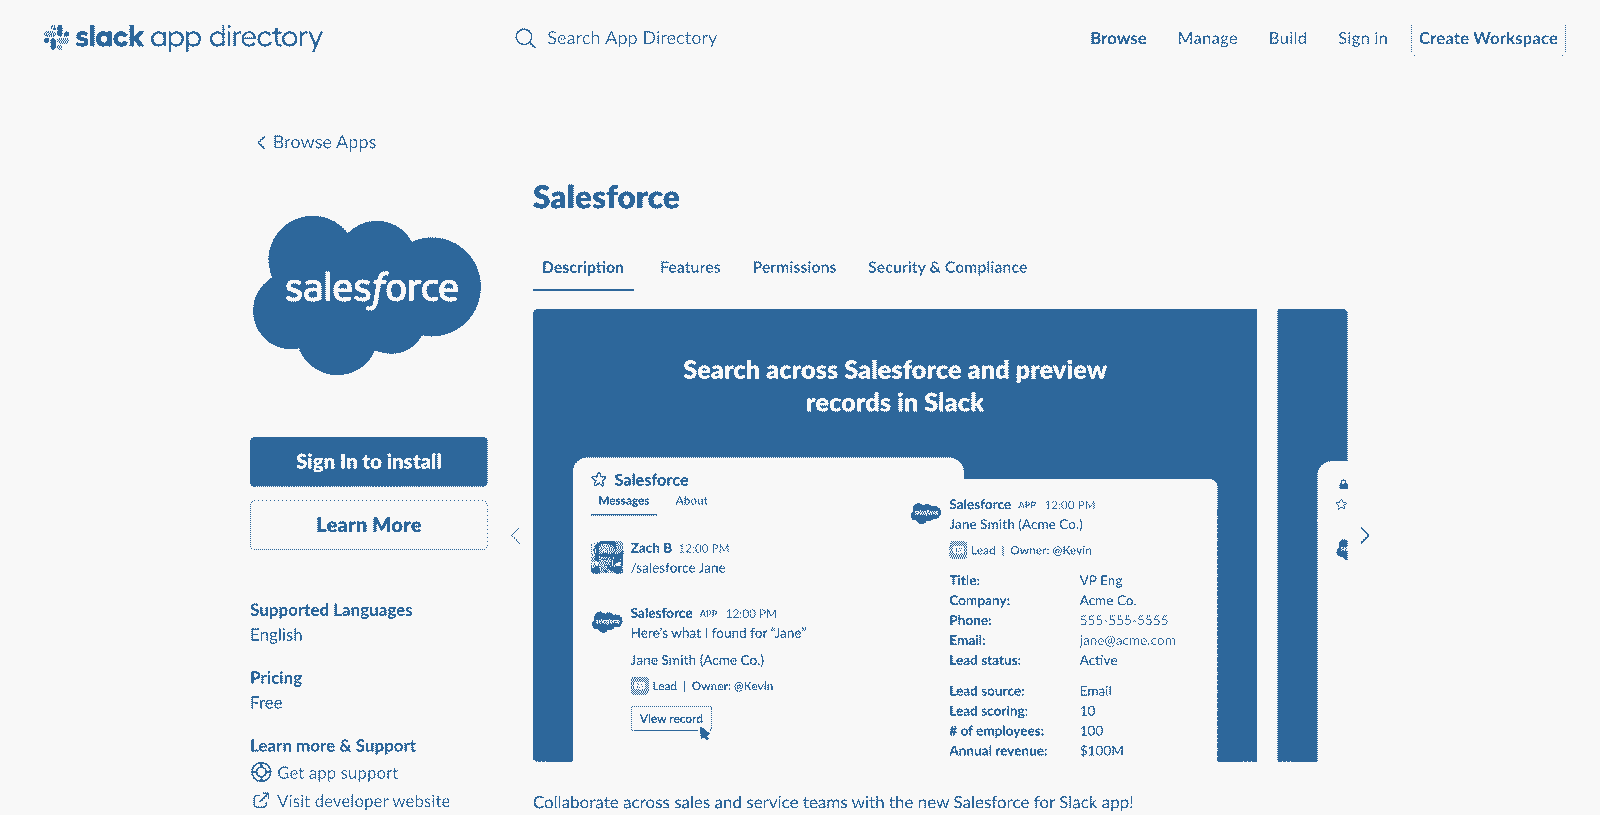 slack app directory
Search App Directory
Browse
Manage
Build
Sign in
Create Workspace
Browse Apps
salesforce
Sign In to install
Learn More
Supported Languages
English
Pricing
Free
Learn more & Support
Get app support
Visit developer website
Salesforce
Description
Features
Permissions
Security & Compliance
Search across Salesforce and preview
records in Slack
Salesforce
Messages
About
Zach B 12:00 PM
/salesforce Jane
salesforce
Salesforce APP 12:00 PM
Here's what I found for “Jane”
Jane Smith (Acme Co.)
Lead | Owner: @Kevin
View record
salesforce
Salesforce APP 12:00 PM
Jane Smith (Acme Co.)
Lead | Owner: @Kevin
Title: VP Eng
Company: Acme Co.
Phone: 555-555-5555
Email: jane@acme.com
Lead status: Active
Lead source: Email
Lead scoring: 10
# of employees: 100
Annual revenue: $100M
Collaborate across sales and service teams with the new Salesforce for Slack app!